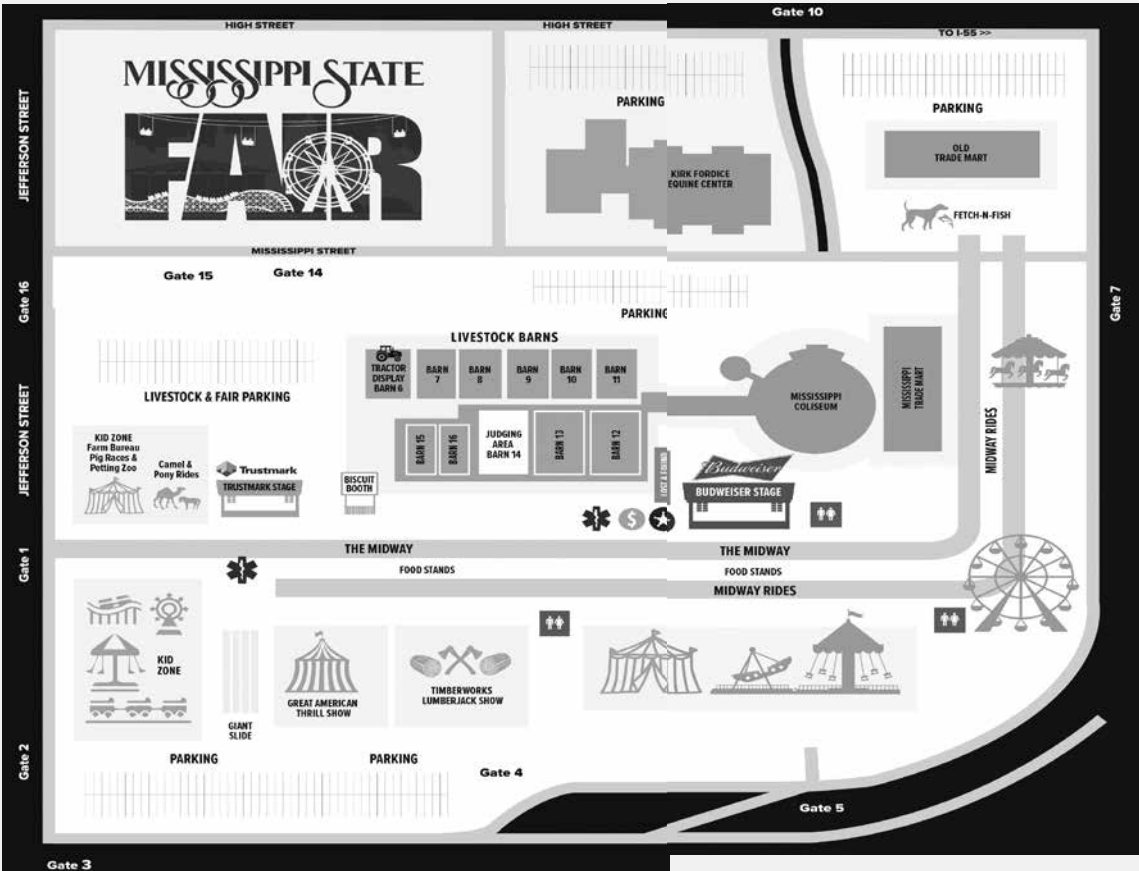 Gate 10
HIGH STREET
HIGH STREET
TO I-55 >>
MISSISSIPPI STATE
FAIR
JEFFERSON STREET
PARKING
PARKING
KIRK FORDICE
EQUINE CENTER
OLD
TRADE MART
FETCH-N-FISH
MISSISSIPPI STREET
Gate 15
Gate 14
Gate 16
Gate 7
PARKING
LIVESTOCK BARNS
TRACTOR
DISPLAY
BARN 6
BARN
7
BARN
8
BARN
9
BARN
10
BARN
11
LIVESTOCK & FAIR PARKING
MISSISSIPPI
COLISEUM
MISSISSIPPI
TRADE MART
MIDWAY RIDES
JEFFERSON STREET
KID ZONE
Farm Bureau
Pig Races &
Petting Zoo
Camel &
Pony Rides
Trustmark
TRUSTMARK STAGE
BISCUIT
BOOTH
BARN 15
BARN 16
JUDGING
AREA
BARN 14
BARN 13
BARN 12
LOST & FOUND
Budweiser
BUDWEISER STAGE
$
Gate 1
THE MIDWAY
THE MIDWAY
FOOD STANDS
FOOD STANDS
MIDWAY RIDES
KID
ZONE
GIANT
SLIDE
GREAT AMERICAN
THRILL SHOW
TIMBERWORKS
LUMBERJACK SHOW
Gate 2
PARKING
PARKING
Gate 4
Gate 5
Gate 3